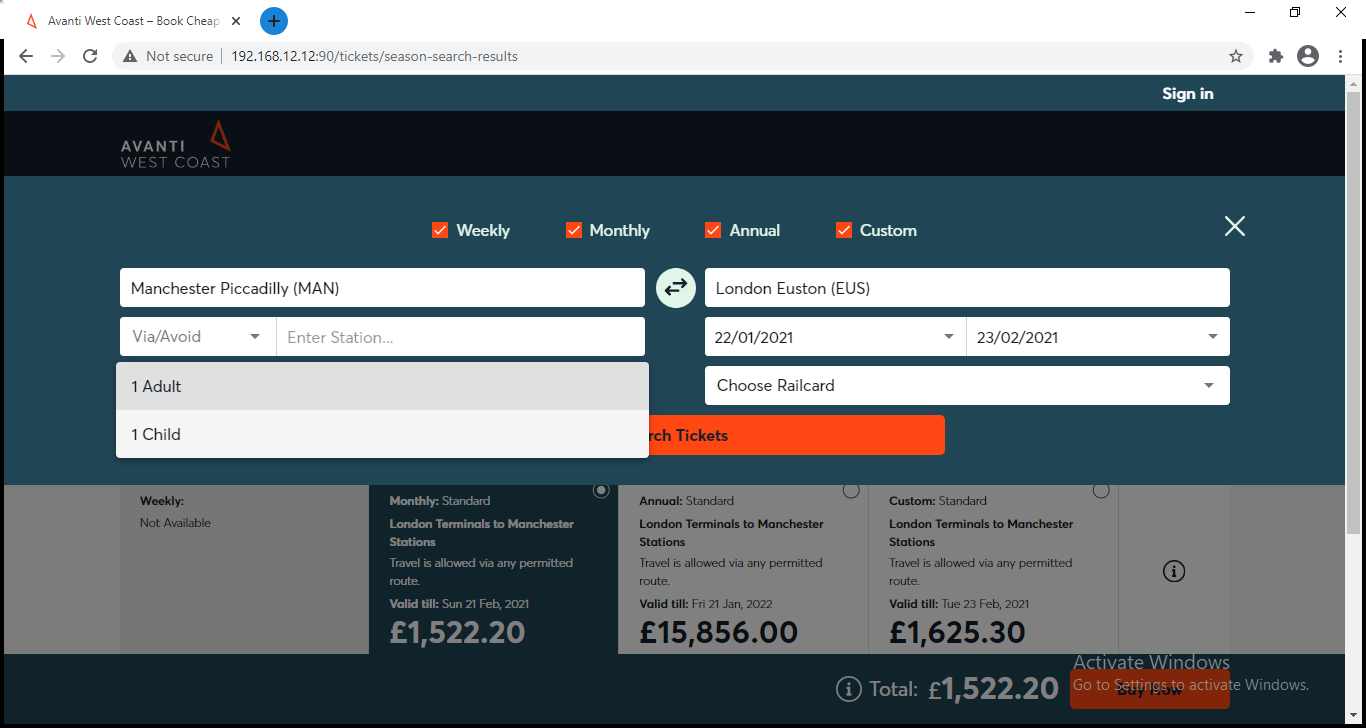 Avanti West Coast – Book Cheap
Not secure
192.168.12.12:90/tickets/season-search-results
Sign in
AVANTI
WEST COAST
Weekly
Monthly
Annual
Custom
Manchester Piccadilly (MAN)
London Euston (EUS)
Via/Avoid
Enter Station...
22/01/2021
23/02/2021
1 Adult
1 Child
Choose Railcard
rch Tickets
Weekly:
Not Available
Monthly: Standard
London Terminals to Manchester
Stations
Travel is allowed via any permitted
route.
Valid till: Sun 21 Feb, 2021
£1,522.20
Annual: Standard
London Terminals to Manchester
Stations
Travel is allowed via any permitted
route.
Valid till: Fri 21 Jan, 2022
£15,856.00
Custom: Standard
London Terminals to Manchester
Stations
Travel is allowed via any permitted
route.
Valid till: Tue 23 Feb, 2021
£1,625.30
Total: £1,522.20
Buy Now
Activate Windows
Go to Settings to activate Windows.